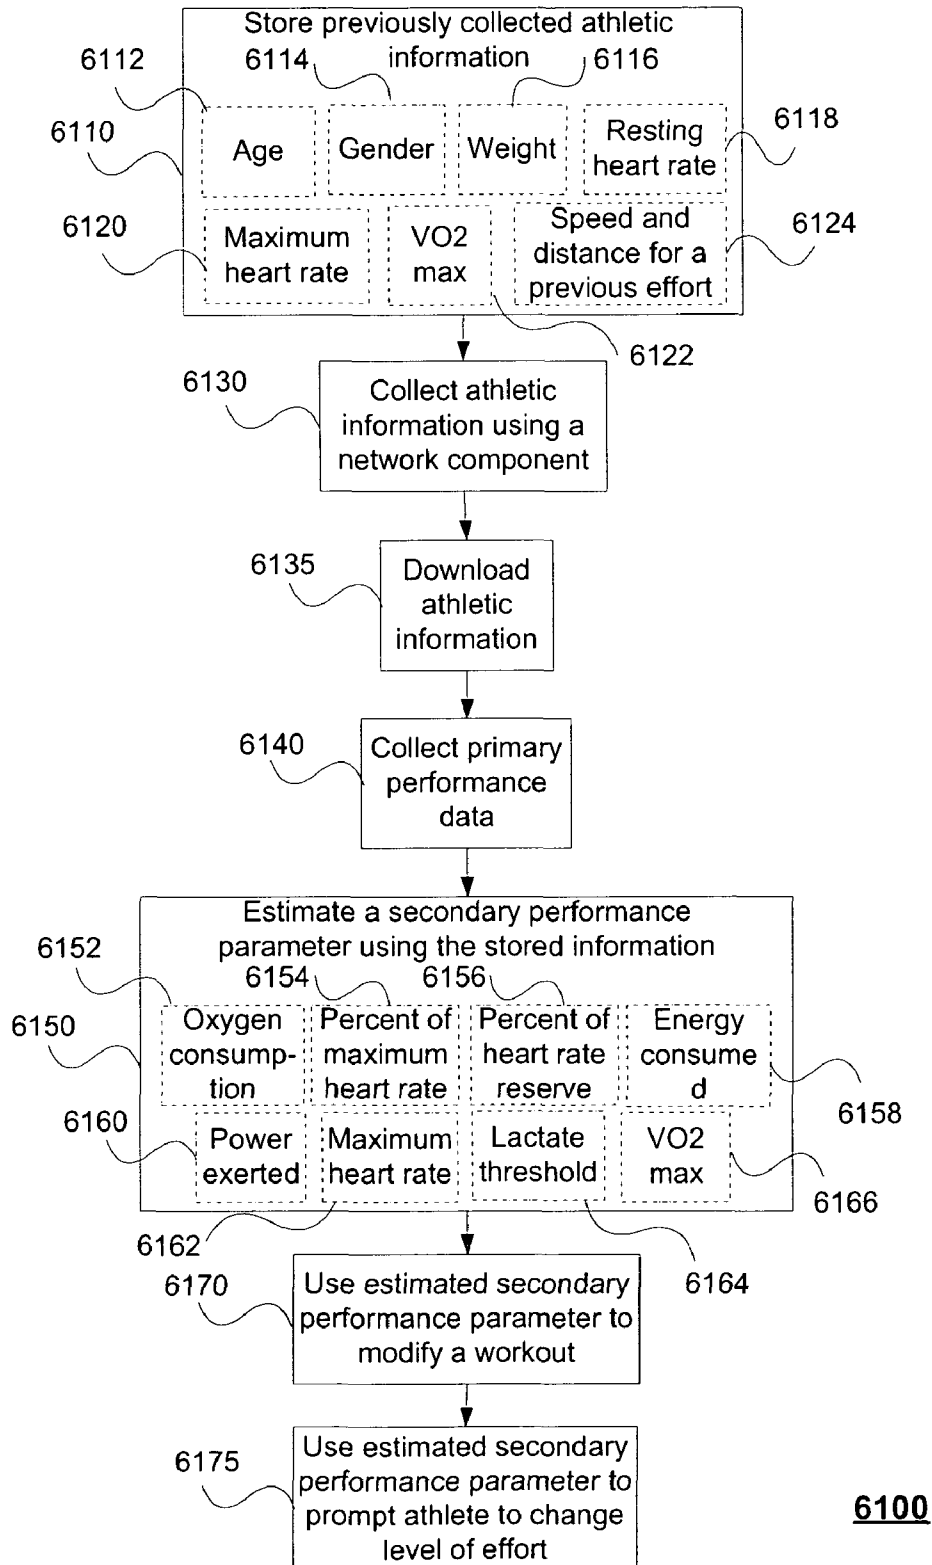 Store previously collected athletic
information
6112
6114
6116
6110
Age
Gender
Weight
Resting
heart rate
6118
6120
Maximum
heart rate
VO2
max
Speed and
distance for a
previous effort
6124
6122
6130
Collect athletic
information using a
network component
6135
Download
athletic
information
6140
Collect primary
performance
data
Estimate a secondary performance
parameter using the stored information
6152
6154
6156
6150
Oxygen
consump-
tion
Percent of
maximum
heart rate
Percent of
heart rate
reserve
Energy
consume
d
6158
6160
Power
exerted
Maximum
heart rate
Lactate
threshold
VO2
max
6166
6162
6164
6170
Use estimated secondary
performance parameter to
modify a workout
6175
Use estimated secondary
performance parameter to
prompt athlete to change
level of effort
6100